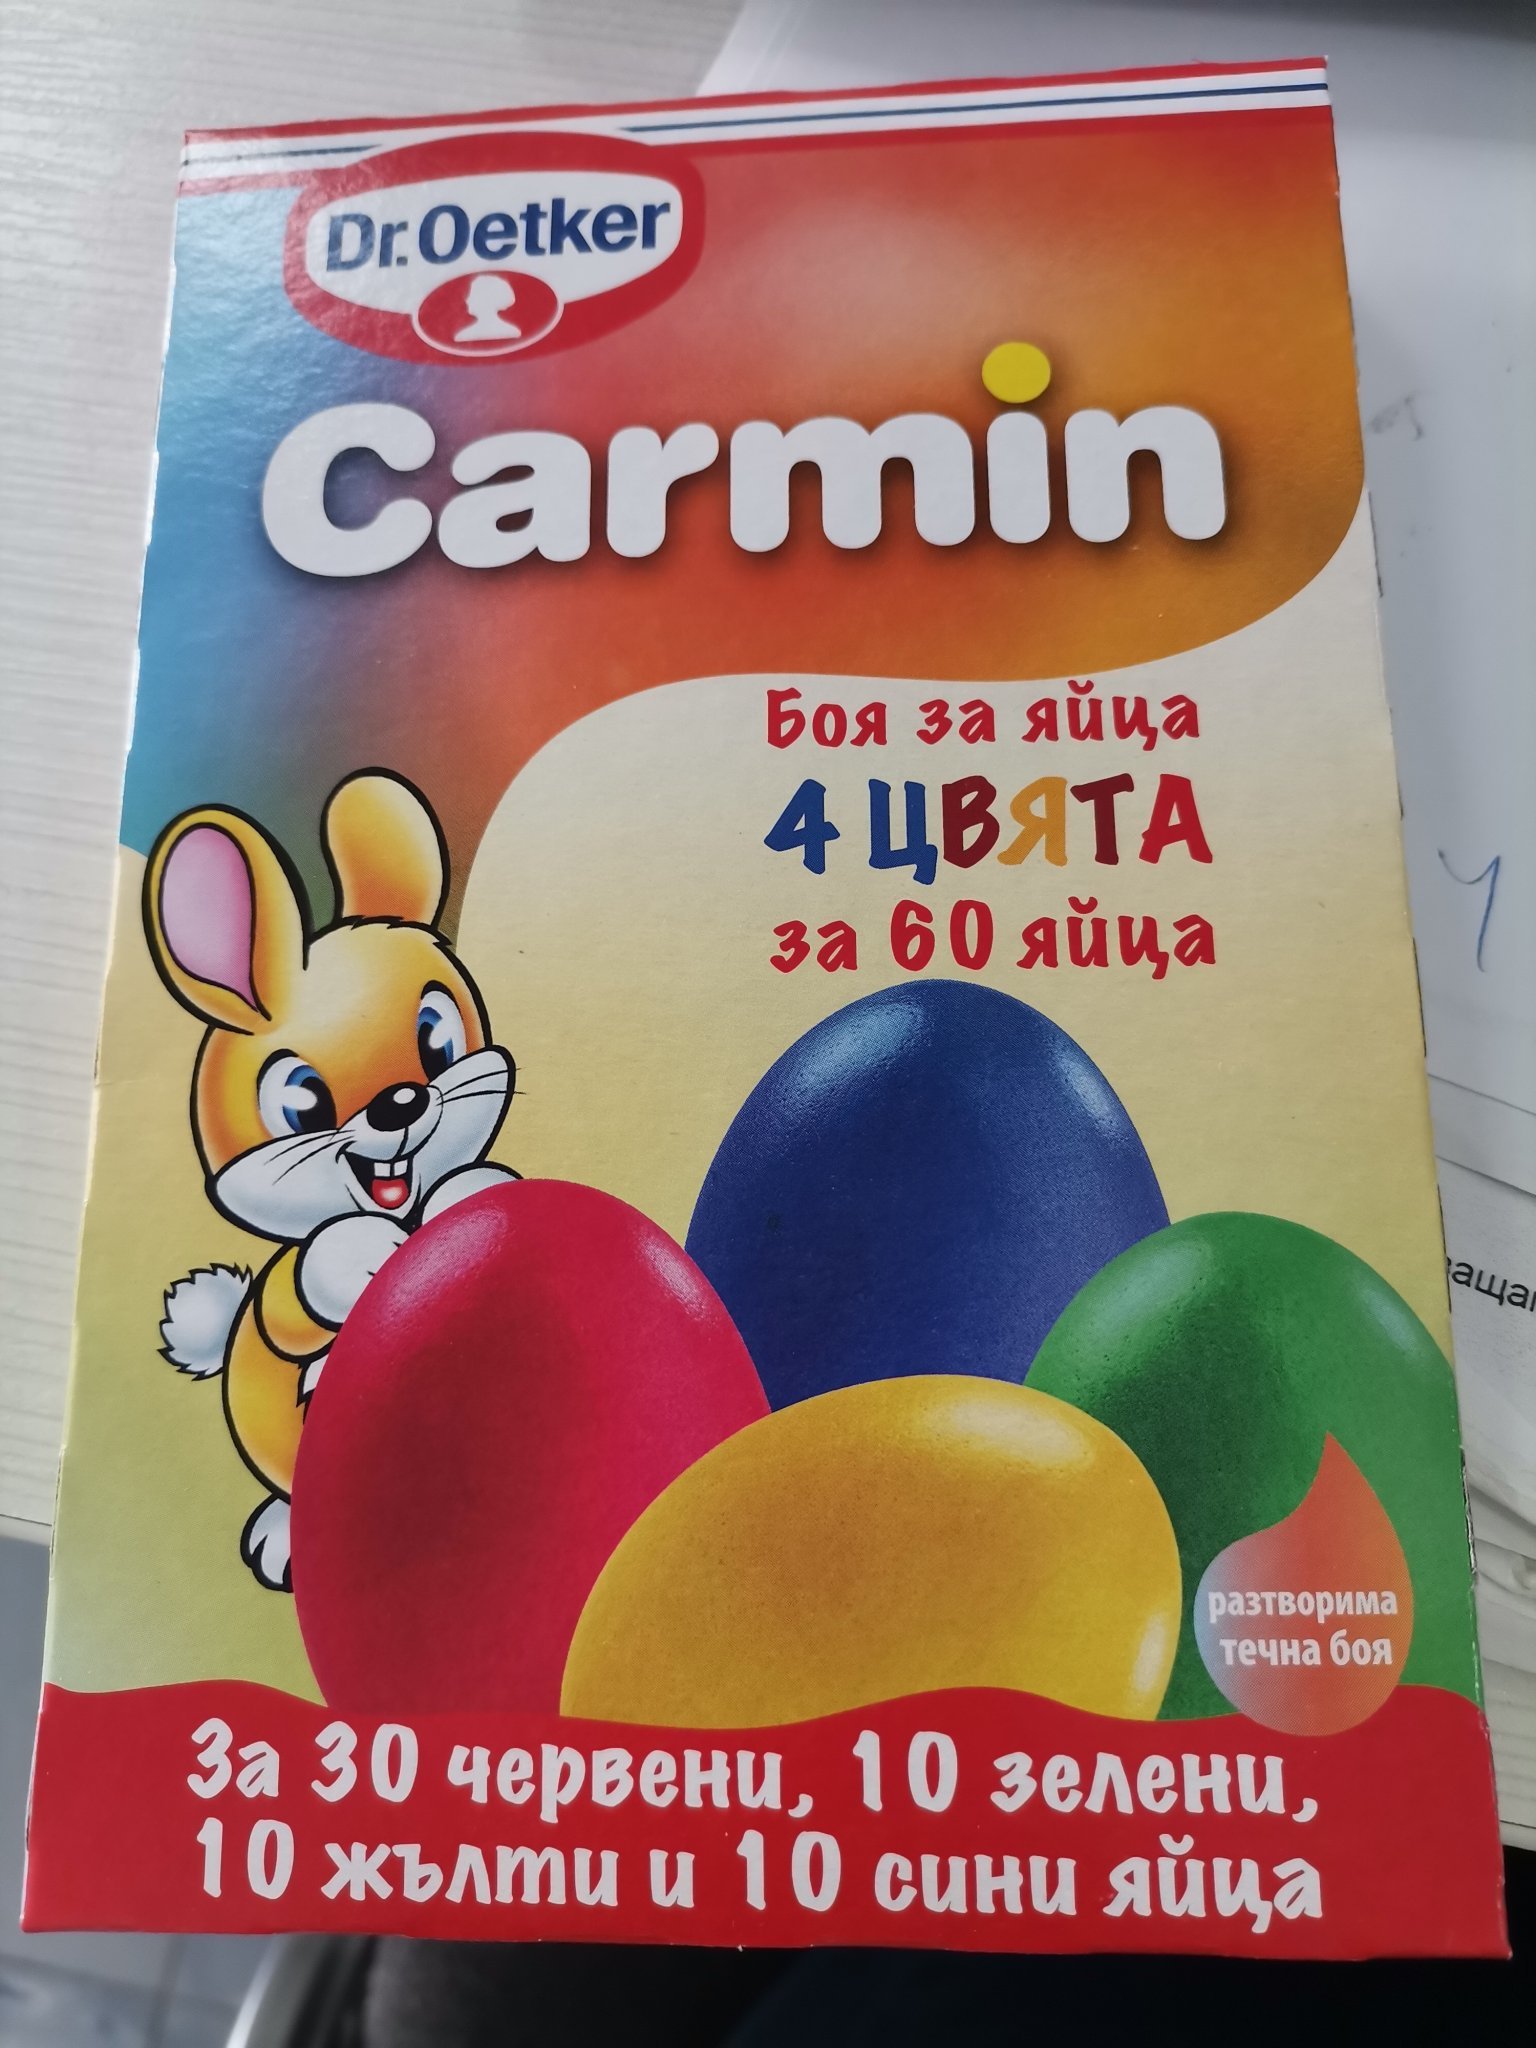 Dr. Oetker
Carmin
Боя за яйца
4 ЦВЯТА
за 60 яйца
разтворима
течна боя
За 30 червени, 10 зелени,
10 жълти и 10 сини яйца